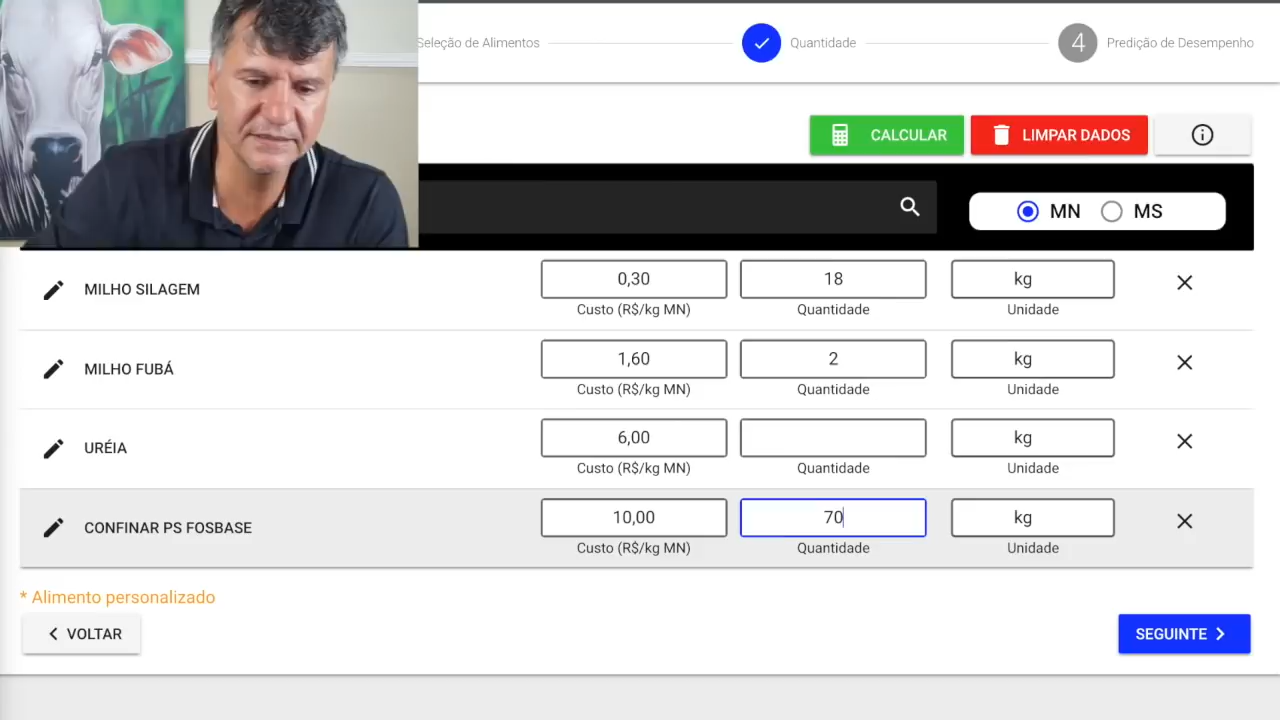 Seleção de Alimentos
Quantidade
4
Predição de Desempenho
CALCULAR
LIMPAR DADOS
MN
MS
MILHO SILAGEM
0,30
18
kg
Custo (R$/kg MN)
Quantidade
Unidade
MILHO FUBÁ
1,60
2
kg
Custo (R$/kg MN)
Quantidade
Unidade
URÉIA
6,00
kg
Custo (R$/kg MN)
Quantidade
Unidade
CONFINAR PS FOSBASE
10,00
70
kg
Custo (R$/kg MN)
Quantidade
Unidade
* Alimento personalizado
VOLTAR
SEGUINTE